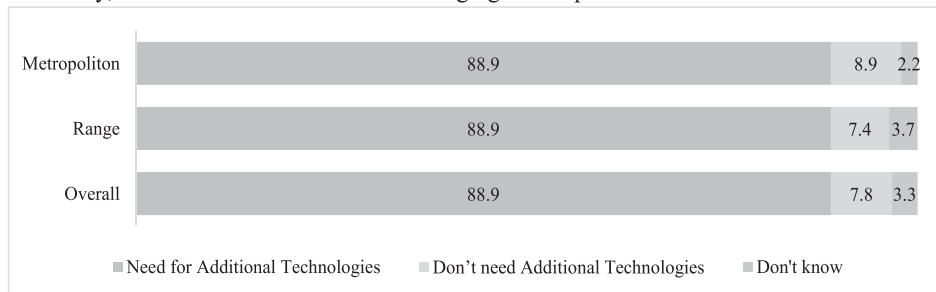 Metropoliton 88.9 8.9 2.2
Range 88.9 7.4 3.7
Overall 88.9 7.8 3.3
Need for Additional Technologies Don’t need Additional Technologies Don't know